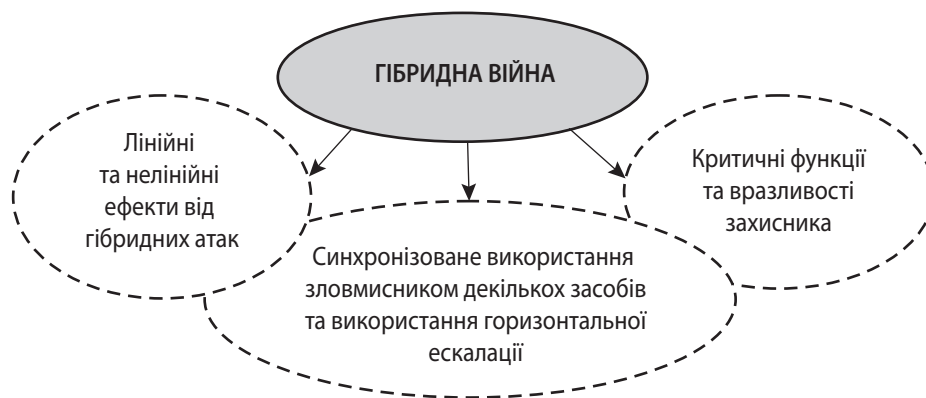 ГІБРИДНА ВІЙНА
Лінійні
та нелінійні
ефекти від
гібридних атак
Синхронізоване використання
зловмисником декількох засобів
та використання горизонтальної
ескалації
Критичні функції
та вразливості
захисника